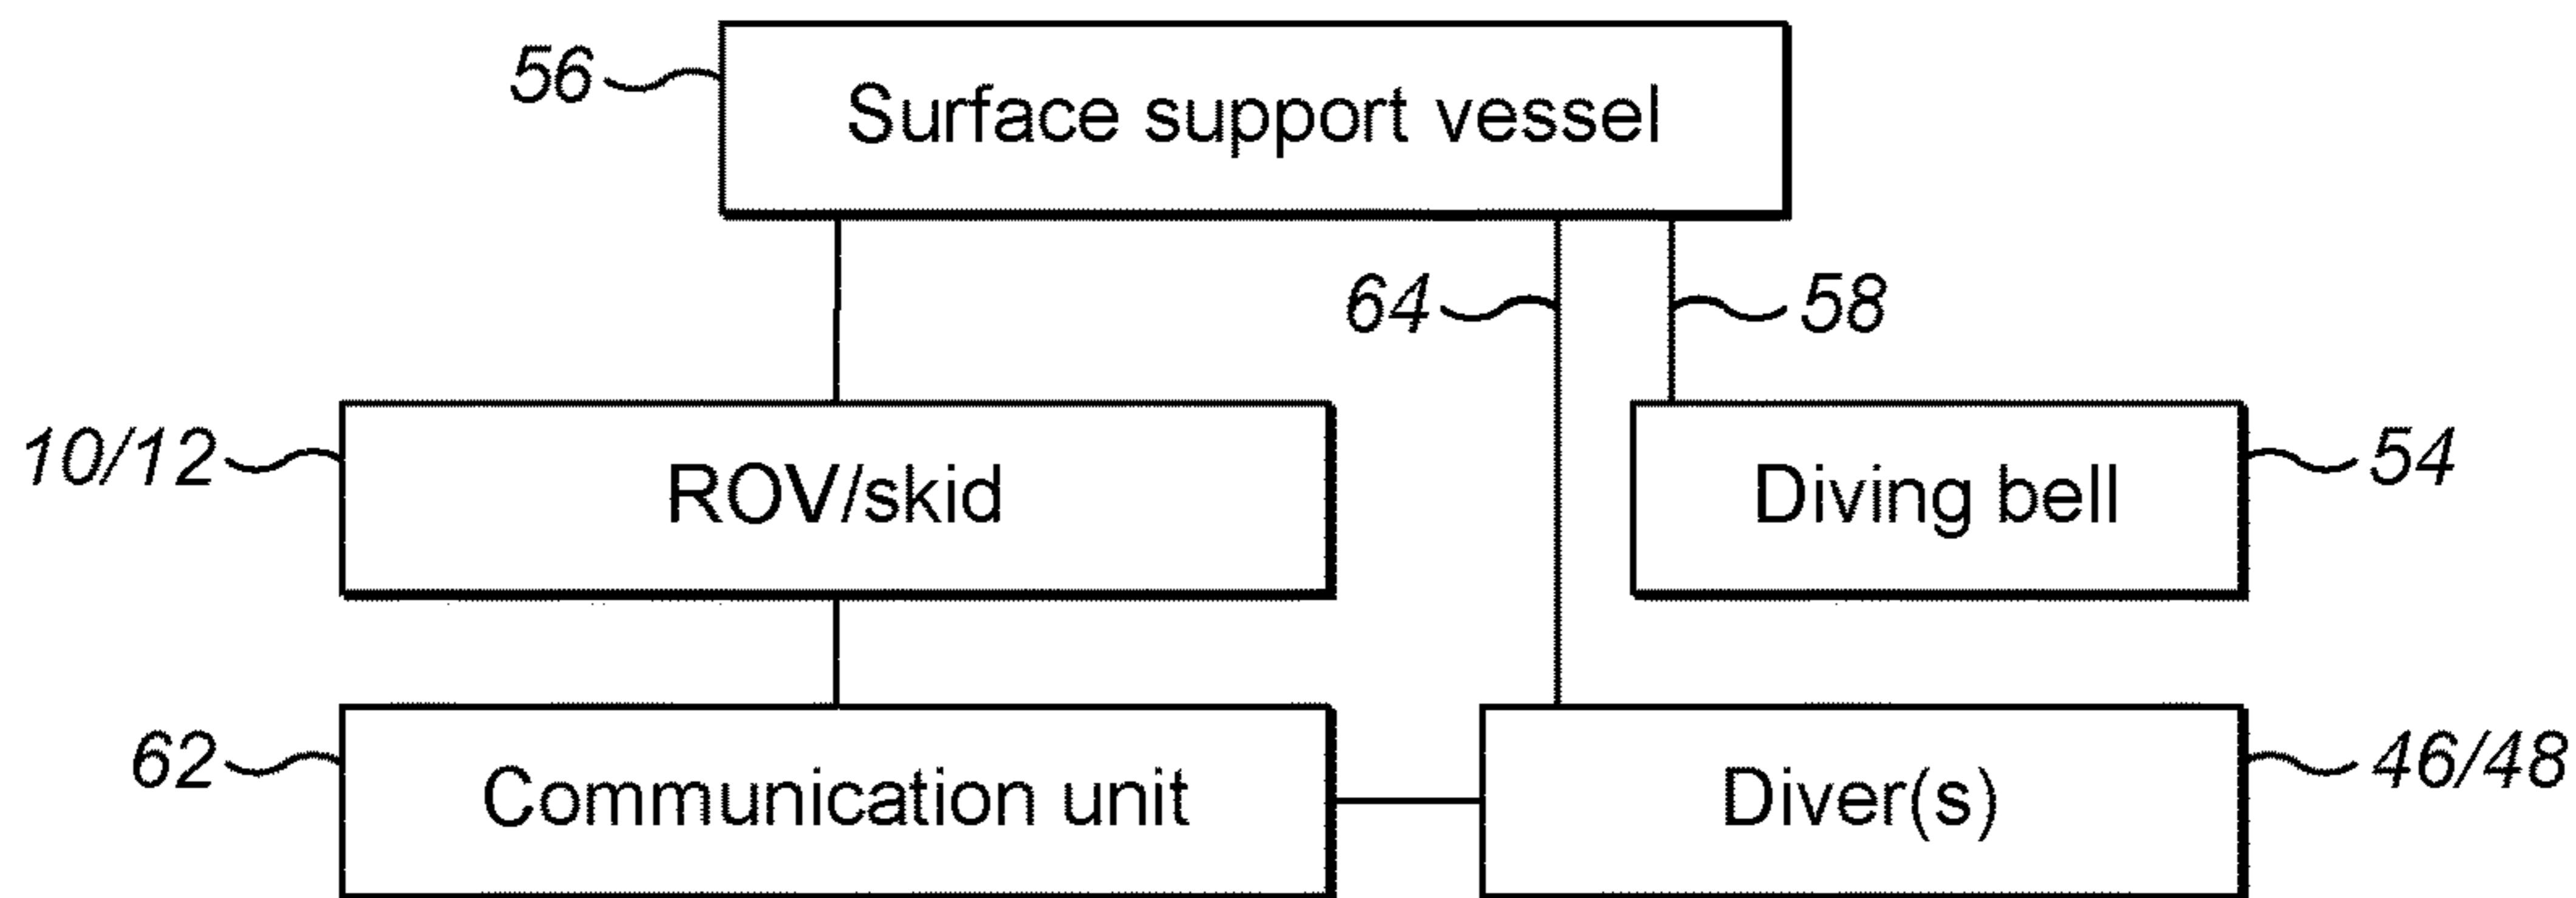 56 Surface support vessel
64 58
10/12 ROV/skid Diving bell 54
62 Communication unit Diver(s) 46/48